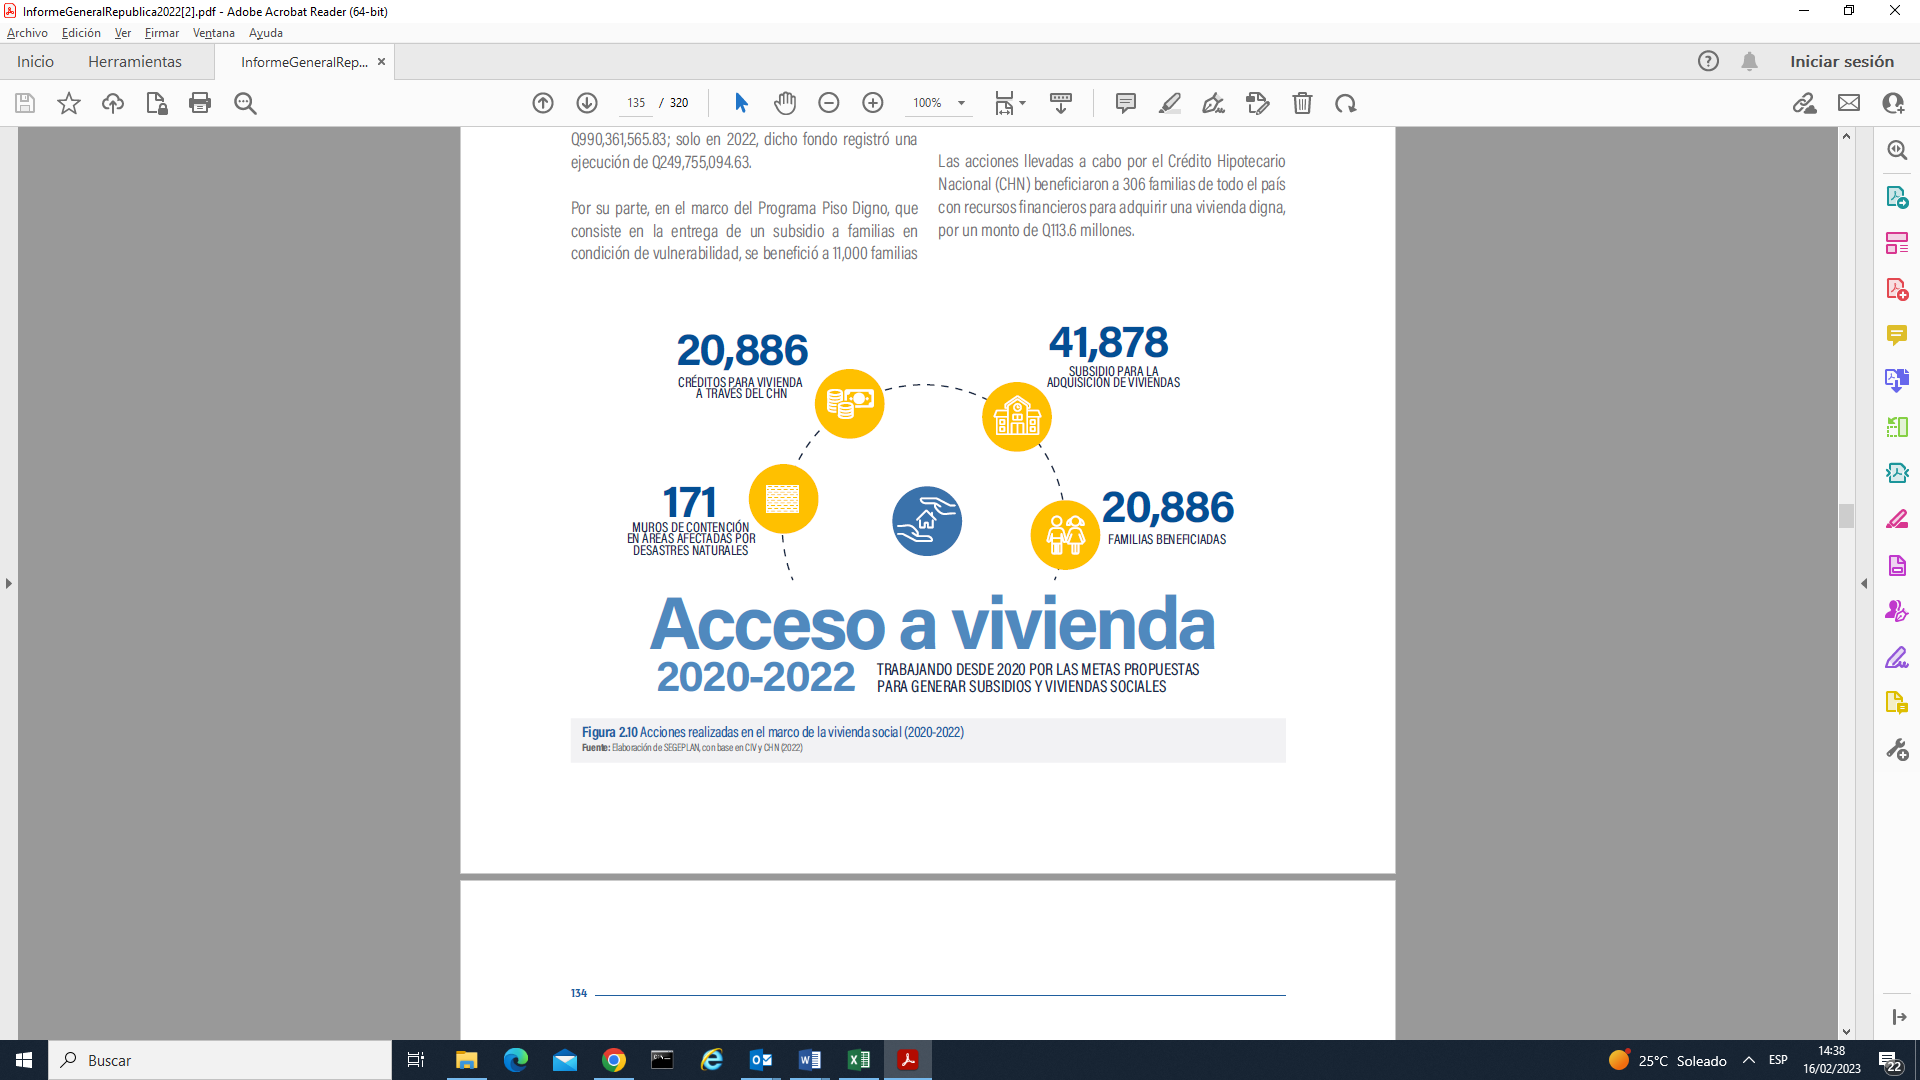 InformeGeneralRepublica2022[2].pdf - Adobe Acrobat Reader (64-bit)
Archivo Edición Ver Firmar Ventana Ayuda
Inicio Herramientas InformeGeneralRep... Iniciar sesión
135 / 320 100%
Q990,361,565.83; solo en 2022, dicho fondo registró una
ejecución de Q249,755,094.63.
Por su parte, en el marco del Programa Piso Digno, que
consiste en la entrega de un subsidio a familias en
condición de vulnerabilidad, se benefició a 11,000 familias
Las acciones llevadas a cabo por el Crédito Hipotecario
Nacional (CHN) beneficiaron a 306 familias de todo el país
con recursos financieros para adquirir una vivienda digna,
por un monto de Q113.6 millones.
20,886
CRÉDITOS PARA VIVIENDA
A TRAVÉS DEL CHN
41,878
SUBSIDIO PARA LA
ADQUISICIÓN DE VIVIENDAS
171
MUROS DE CONTENCIÓN
EN ÁREAS AFECTADAS POR
DESASTRES NATURALES
20,886
FAMILIAS BENEFICIADAS
Acceso a vivienda
2020-2022
TRABAJANDO DESDE 2020 POR LAS METAS PROPUESTAS
PARA GENERAR SUBSIDIOS Y VIVIENDAS SOCIALES
Figura 2.10 Acciones realizadas en el marco de la vivienda social (2020-2022)
Fuente: Elaboración de SEGEPLAN, con base en CIV y CHN (2022)
134
Buscar
25°C Soleado
ESP
14:38
16/02/2023
22